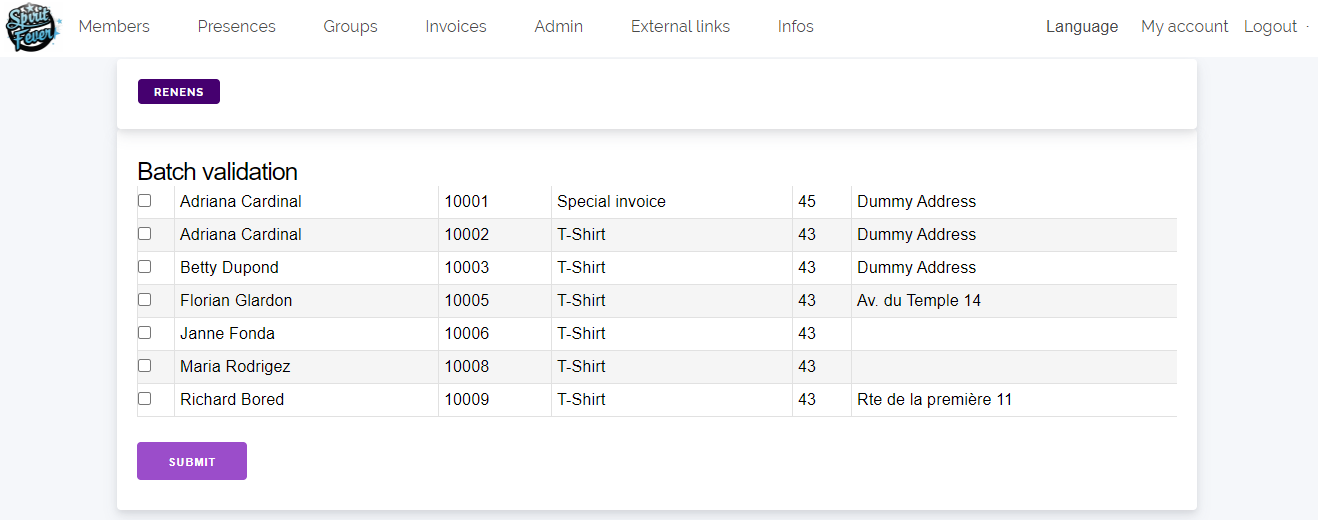 Spirit Fever
Members Presences Groups Invoices Admin External links Infos Language My account Logout
RENENS
Batch validation
Adriana Cardinal 10001 Special invoice 45 Dummy Address
Adriana Cardinal 10002 T-Shirt 43 Dummy Address
Betty Dupond 10003 T-Shirt 43 Dummy Address
Florian Glardon 10005 T-Shirt 43 Av. du Temple 14
Janne Fonda 10006 T-Shirt 43
Maria Rodrigez 10008 T-Shirt 43
Richard Bored 10009 T-Shirt 43 Rte de la première 11
SUBMIT